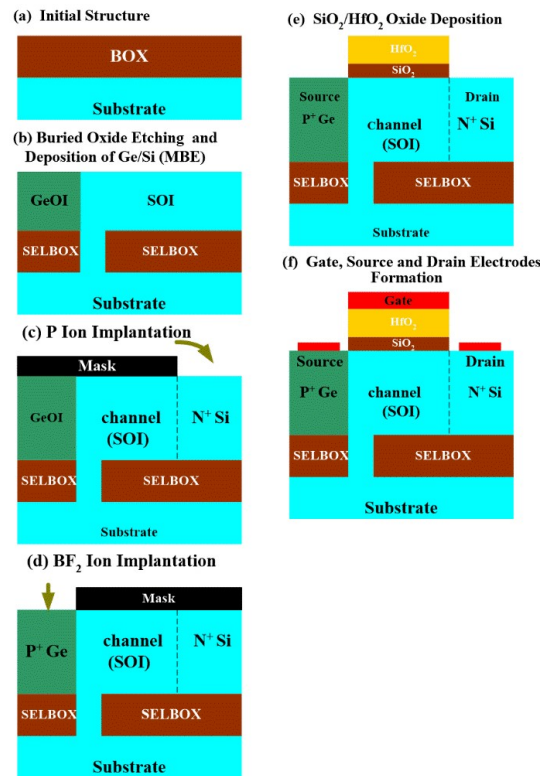 (a) Initial Structure
BOX
Substrate
(b) Buried Oxide Etching and
Deposition of Ge/Si (MBE)
GeOI SOI
SELBOX SELBOX
Substrate
(c) P Ion Implantation
Mask
GeOI channel N⁺ Si
(SOI)
SELBOX SELBOX
Substrate
(d) BF₂ Ion Implantation
Mask
P⁺ Ge channel N⁺ Si
(SOI)
SELBOX SELBOX
Substrate
(e) SiO₂/HfO₂ Oxide Deposition
HfO₂
SiO₂
Source Drain
P⁺ Ge channel N⁺ Si
(SOI)
SELBOX SELBOX
Substrate
(f) Gate, Source and Drain Electrodes
Formation
Gate
HfO₂
SiO₂
Source Drain
P⁺ Ge channel N⁺ Si
(SOI)
SELBOX SELBOX
Substrate